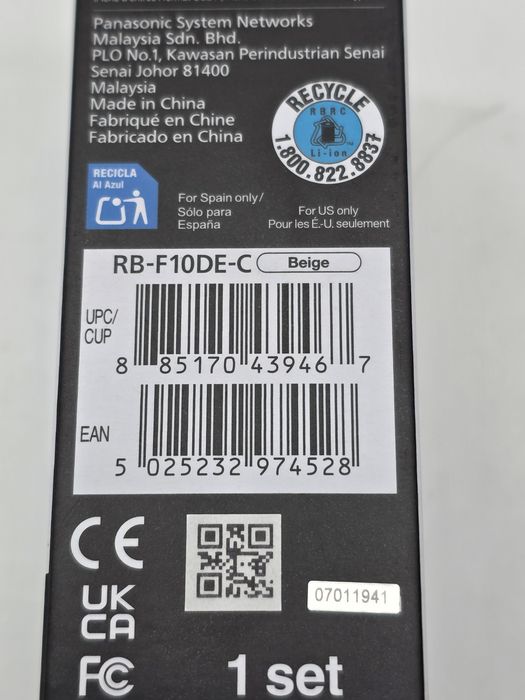 Panasonic System Networks
Malaysia Sdn. Bhd.
PLO No.1, Kawasan Perindustrian Senai
Senai Johor 81400
Malaysia
Made in China
Fabriqué en Chine
Fabricado en China
RECYCLE
RBRC
Li-ion
1.800.822.8837
RECICLA
Al Azul
For Spain only/
Sólo para
España
For US only
Pour les É.-U. seulement
RB-F10DE-C Beige
UPC/
CUP
8 85170 43946 7
EAN
5 025232 974528
CE
UK
CA
07011941
FC
1 set